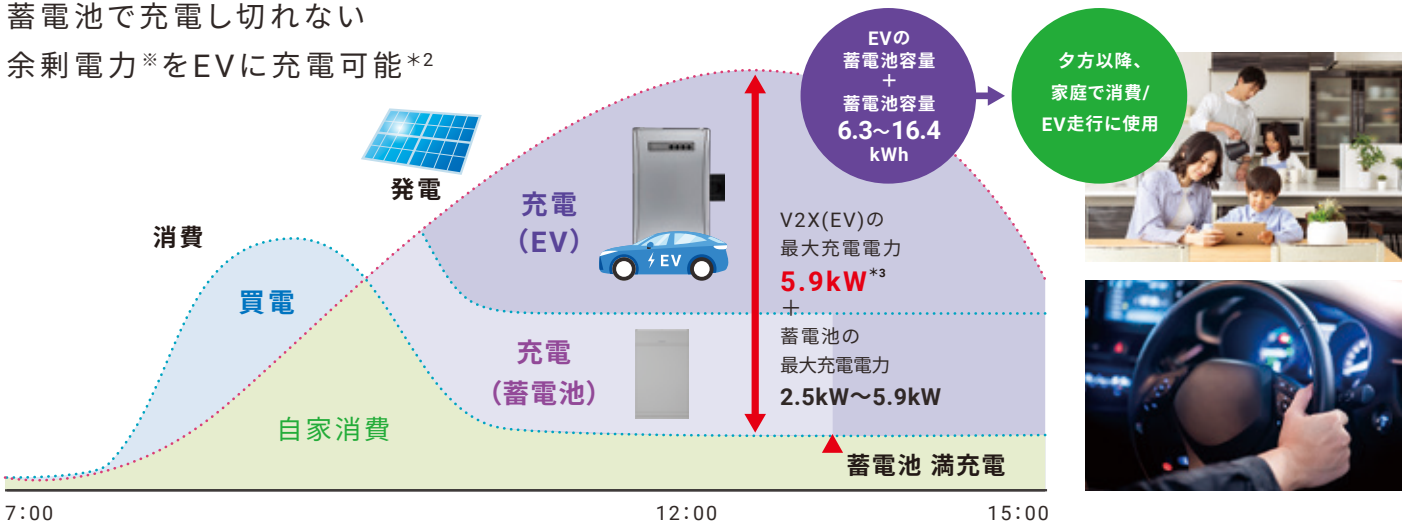 蓄電池で充電し切れない
余剰電力※をEVに充電可能*2
EVの
蓄電池容量
+
蓄電池容量
6.3~16.4
kWh
夕方以降、
家庭で消費/
EV走行に使用
発電
消費
買電
充電
(EV)
EV
V2X(EV)の
最大充電電力
5.9kW*3
+
蓄電池の
最大充電電力
2.5kW〜5.9kW
充電
(蓄電池)
自家消費
蓄電池 満充電
7:00
12:00
15:00